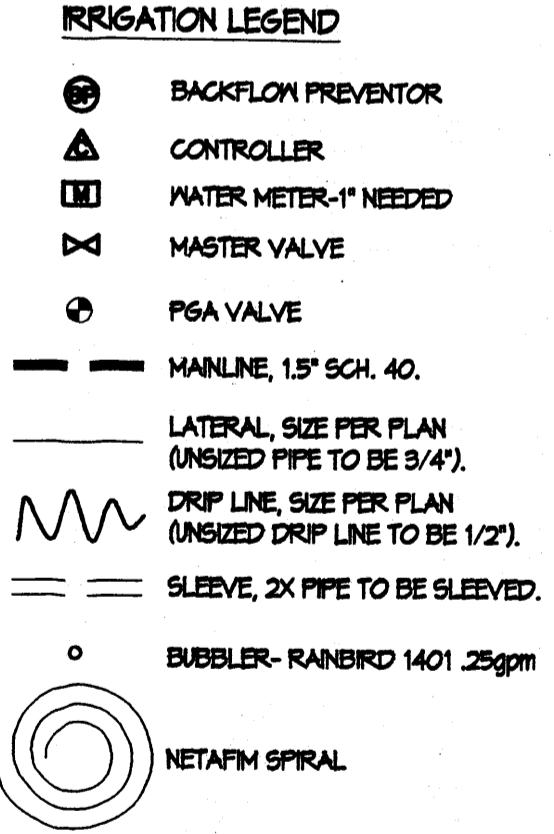 IRRIGATION LEGEND
BP BACKFLOW PREVENTOR
C CONTROLLER
M WATER METER-1" NEEDED
MASTER VALVE
PGA VALVE
MAINLINE, 1.5" SCH. 40.
LATERAL, SIZE PER PLAN
(UNSIZED PIPE TO BE 3/4").
DRIP LINE, SIZE PER PLAN
(UNSIZED DRIP LINE TO BE 1/2").
SLEEVE, 2X PIPE TO BE SLEEVED.
BUBBLER- RAINBIRD 1401 .25gpm
NETAFIM SPIRAL